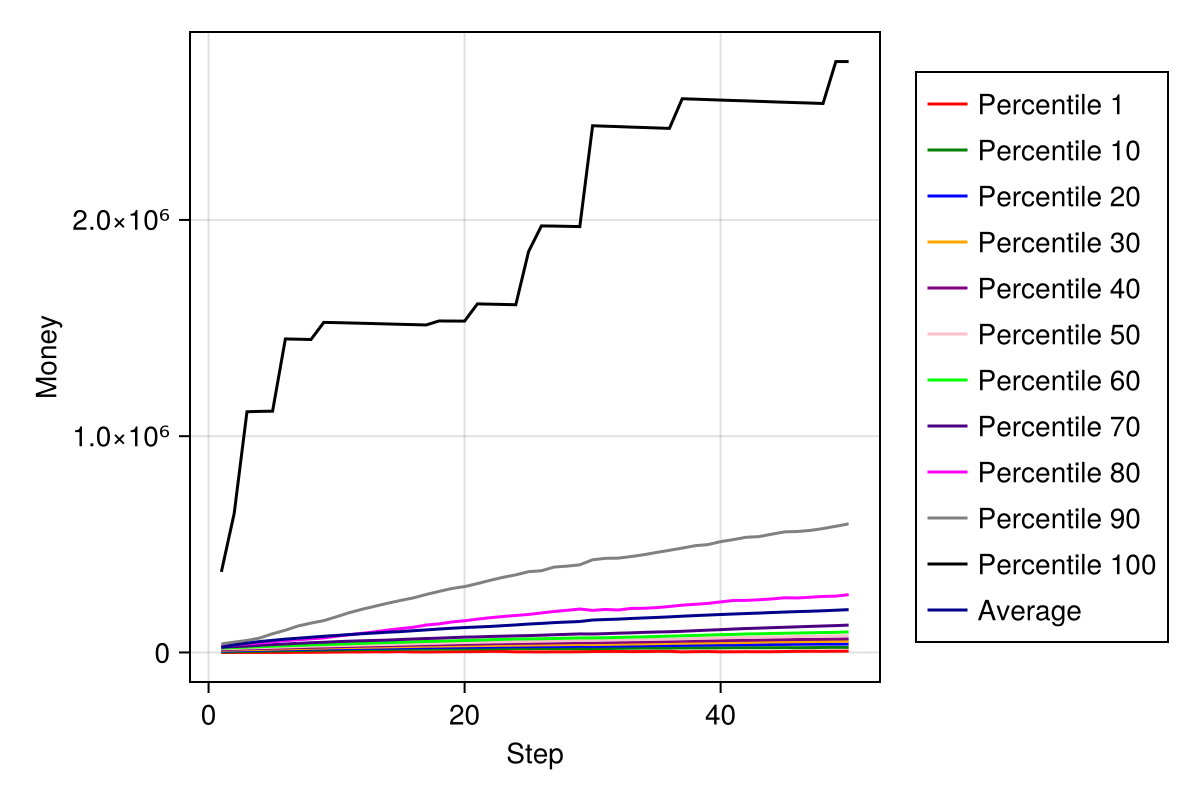 Money
2.0×10⁶
1.0×10⁶
0
0
20
40
Step
Percentile 1
Percentile 10
Percentile 20
Percentile 30
Percentile 40
Percentile 50
Percentile 60
Percentile 70
Percentile 80
Percentile 90
Percentile 100
Average